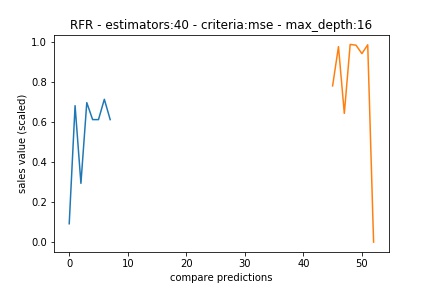 RFR - estimators:40 - criteria:mse - max_depth:16
sales value (scaled)
1.0
0.8
0.6
0.4
0.2
0.0
0 10 20 30 40 50
compare predictions